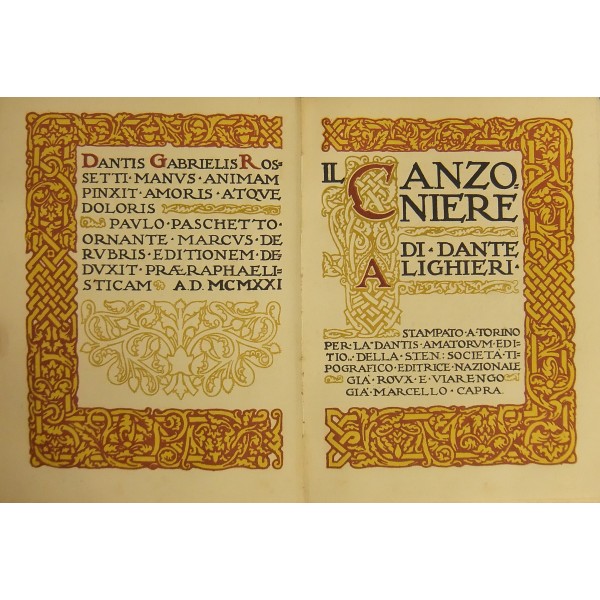 DANTIS GABRIELIS ROS=
SETTI·MANVS·ANIMAM
PINXIT·AMORIS·ATQVE
DOLORIS
PAVLO·PASCHETTO
ORNANTE·MARCVS·DE
RVBRIS·EDITIONEM·DE
DVXIT·PRÆRAPHAELI=
STICAM A·D·MCMXXI
IL CANZO=
NIERE
DI·DANTE
ALIGHIERI·
STAMPATO·A·TORINO
PER·LA·DANTIS·AMATORVM·EDI=
TIO·DELLA·STEN:SOCIETÀ·TI=
POGRAFICO·EDITRICE·NAZIONALE
GIÀ·ROVX·E·VIARENGO
GIÀ·MARCELLO·CAPRA